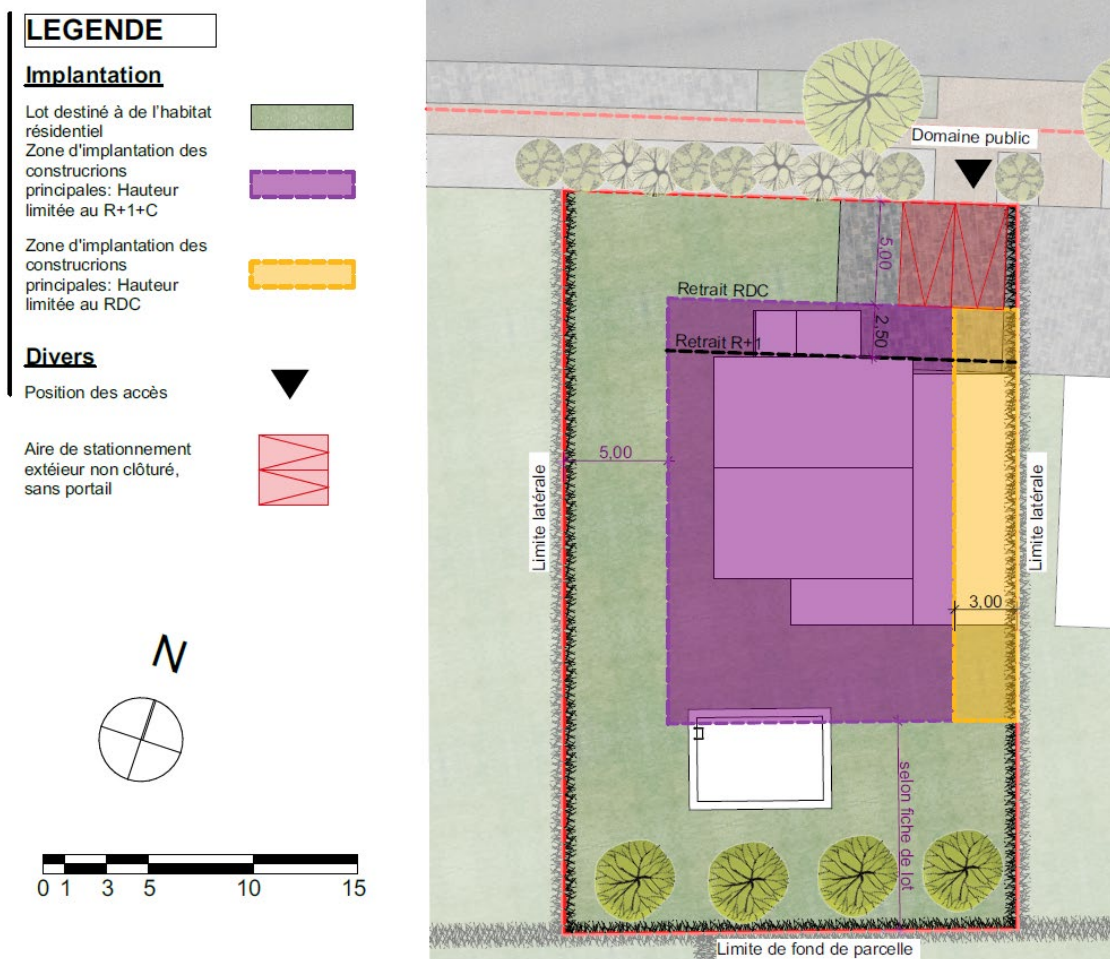 LEGENDE
Implantation
Lot destiné à de l'habitat
résidentiel
Zone d'implantation des
construcrions
principales: Hauteur
limitée au R+1+C
Zone d'implantation des
construcrions
principales: Hauteur
limitée au RDC
Divers
Position des accès
Aire de stationnement
extéieur non clôturé,
sans portail
N
0 1 3 5 10 15
Domaine public
5,00
Retrait RDC
2,50
Retrait R+1
5,00
Limite latérale
Limite latérale
3,00
selon fiche de lot
Limite de fond de parcelle